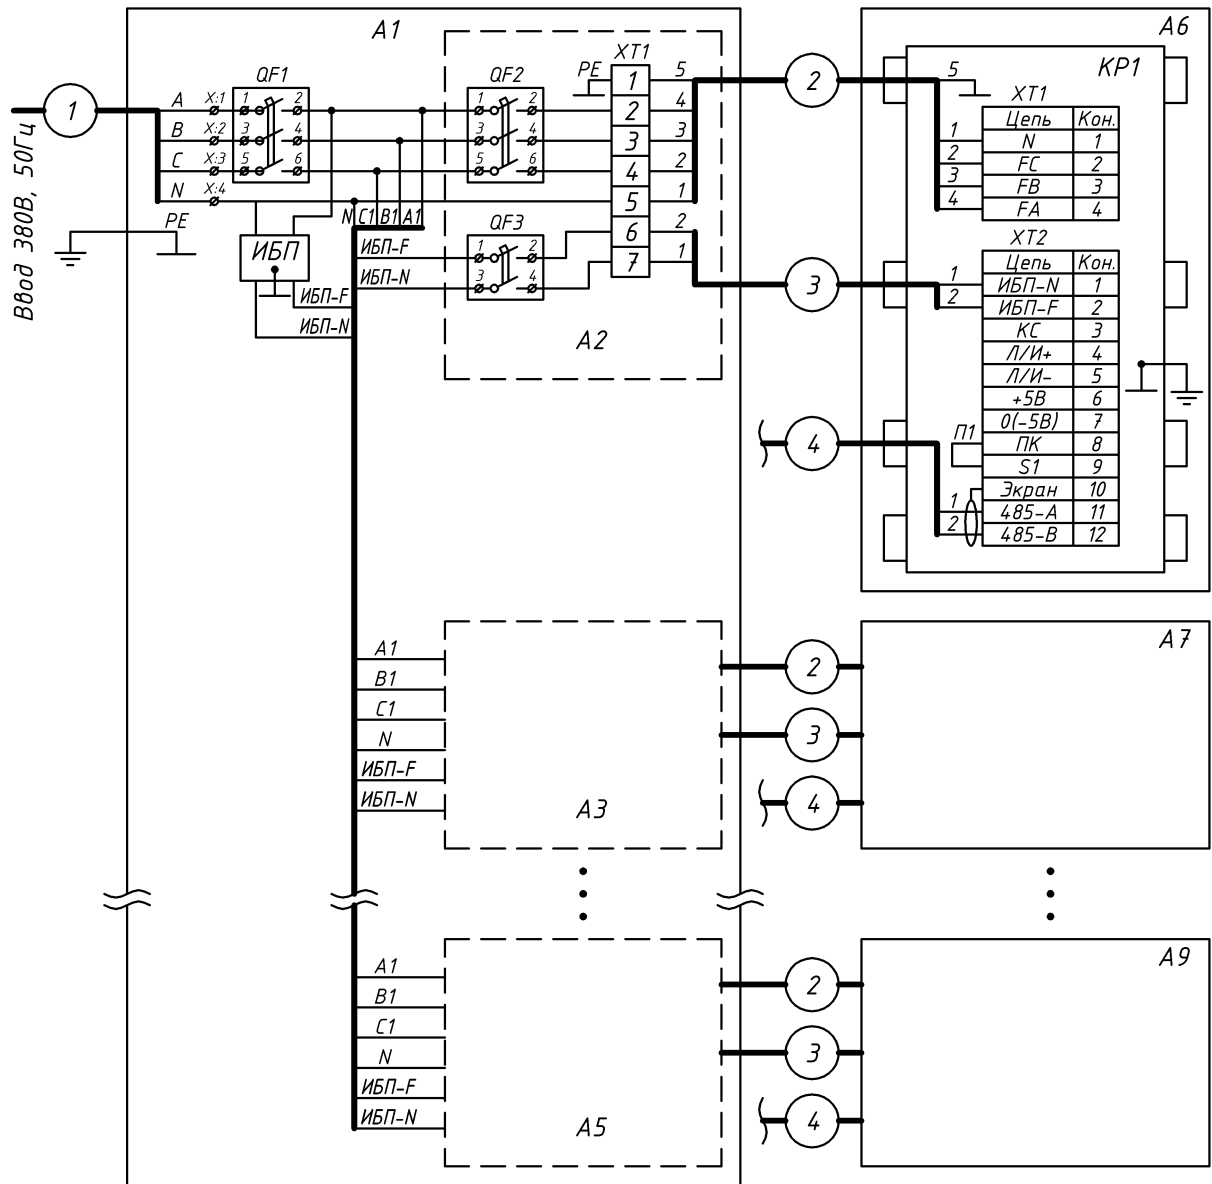 A1
A6
QF1
QF2
XT1
PE
KP1
Ввод 380В, 50Гц
1
A X:1 1 2
B X:2 3 4
C X:3 5 6
N X:4
PE
1 2
3 4
5 6
1 5
2 4
3 3
4 2
5 1
6 2
7 1
N C1 B1 A1
QF3
1 2
3 4
ИБП
ИБП-F
ИБП-N
ИБП-F
ИБП-N
A2
2
3
4
5
XT1
Цепь Кон.
1 N 1
2 FC 2
3 FB 3
4 FA 4
XT2
Цепь Кон.
1 ИБП-N 1
2 ИБП-F 2
КС 3
Л/И+ 4
Л/И- 5
+5В 6
0(-5В) 7
П1 ПК 8
S1 9
Экран 10
1 485-A 11
2 485-B 12
A1
B1
C1
N
ИБП-F
ИБП-N
A3
2
3
4
A7
A1
B1
C1
N
ИБП-F
ИБП-N
A5
2
3
4
A9